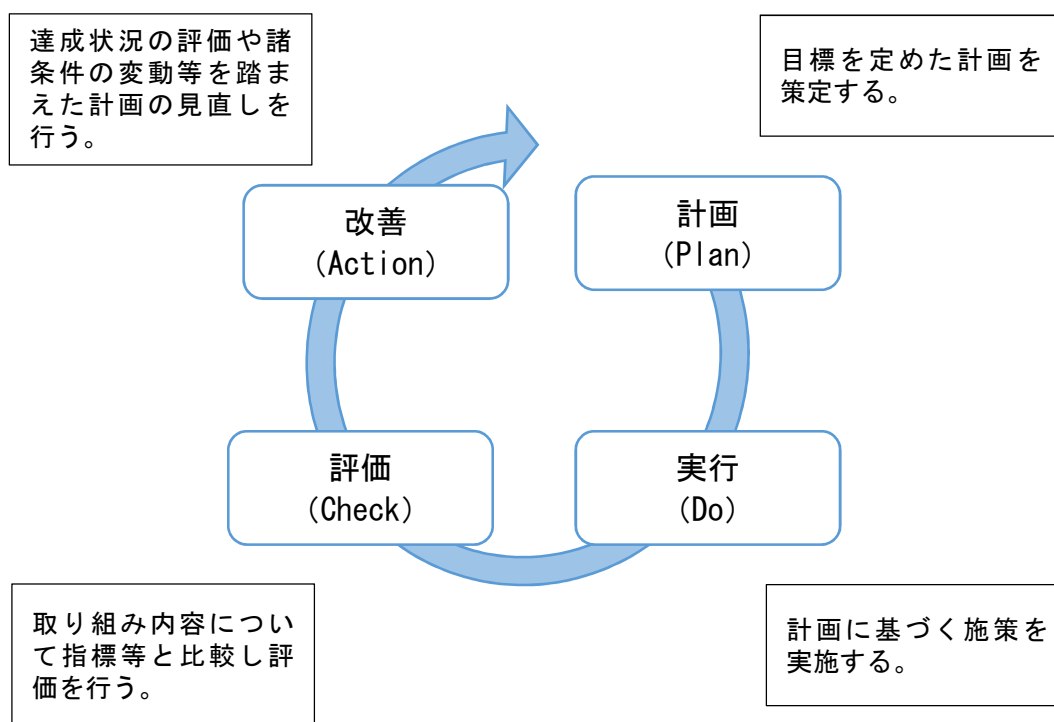 達成状況の評価や諸
条件の変動等を踏ま
えた計画の見直しを
行う。
目標を定めた計画を
策定する。
改善
(Action)
計画
(Plan)
評価
(Check)
実行
(Do)
取り組み内容につい
て指標等と比較し評
価を行う。
計画に基づく施策を
実施する。